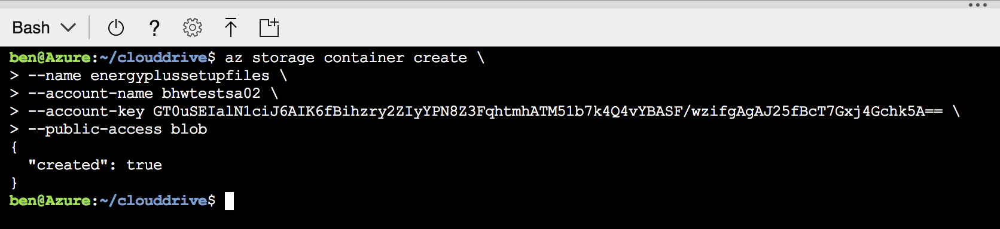 Bash
ben@Azure:~/clouddrive$ az storage container create \
> --name energyplussetupfiles \
> --account-name bhwtestsa02 \
> --account-key GT0uSEIalN1ciJ6AIK6fBihzry2ZIyYPN8Z3FqhtmhATM51b7k4Q4vYBASF/wzifgAgAJ25fBcT7Gxj4Gchk5A== \
> --public-access blob
{
  "created": true
}
ben@Azure:~/clouddrive$